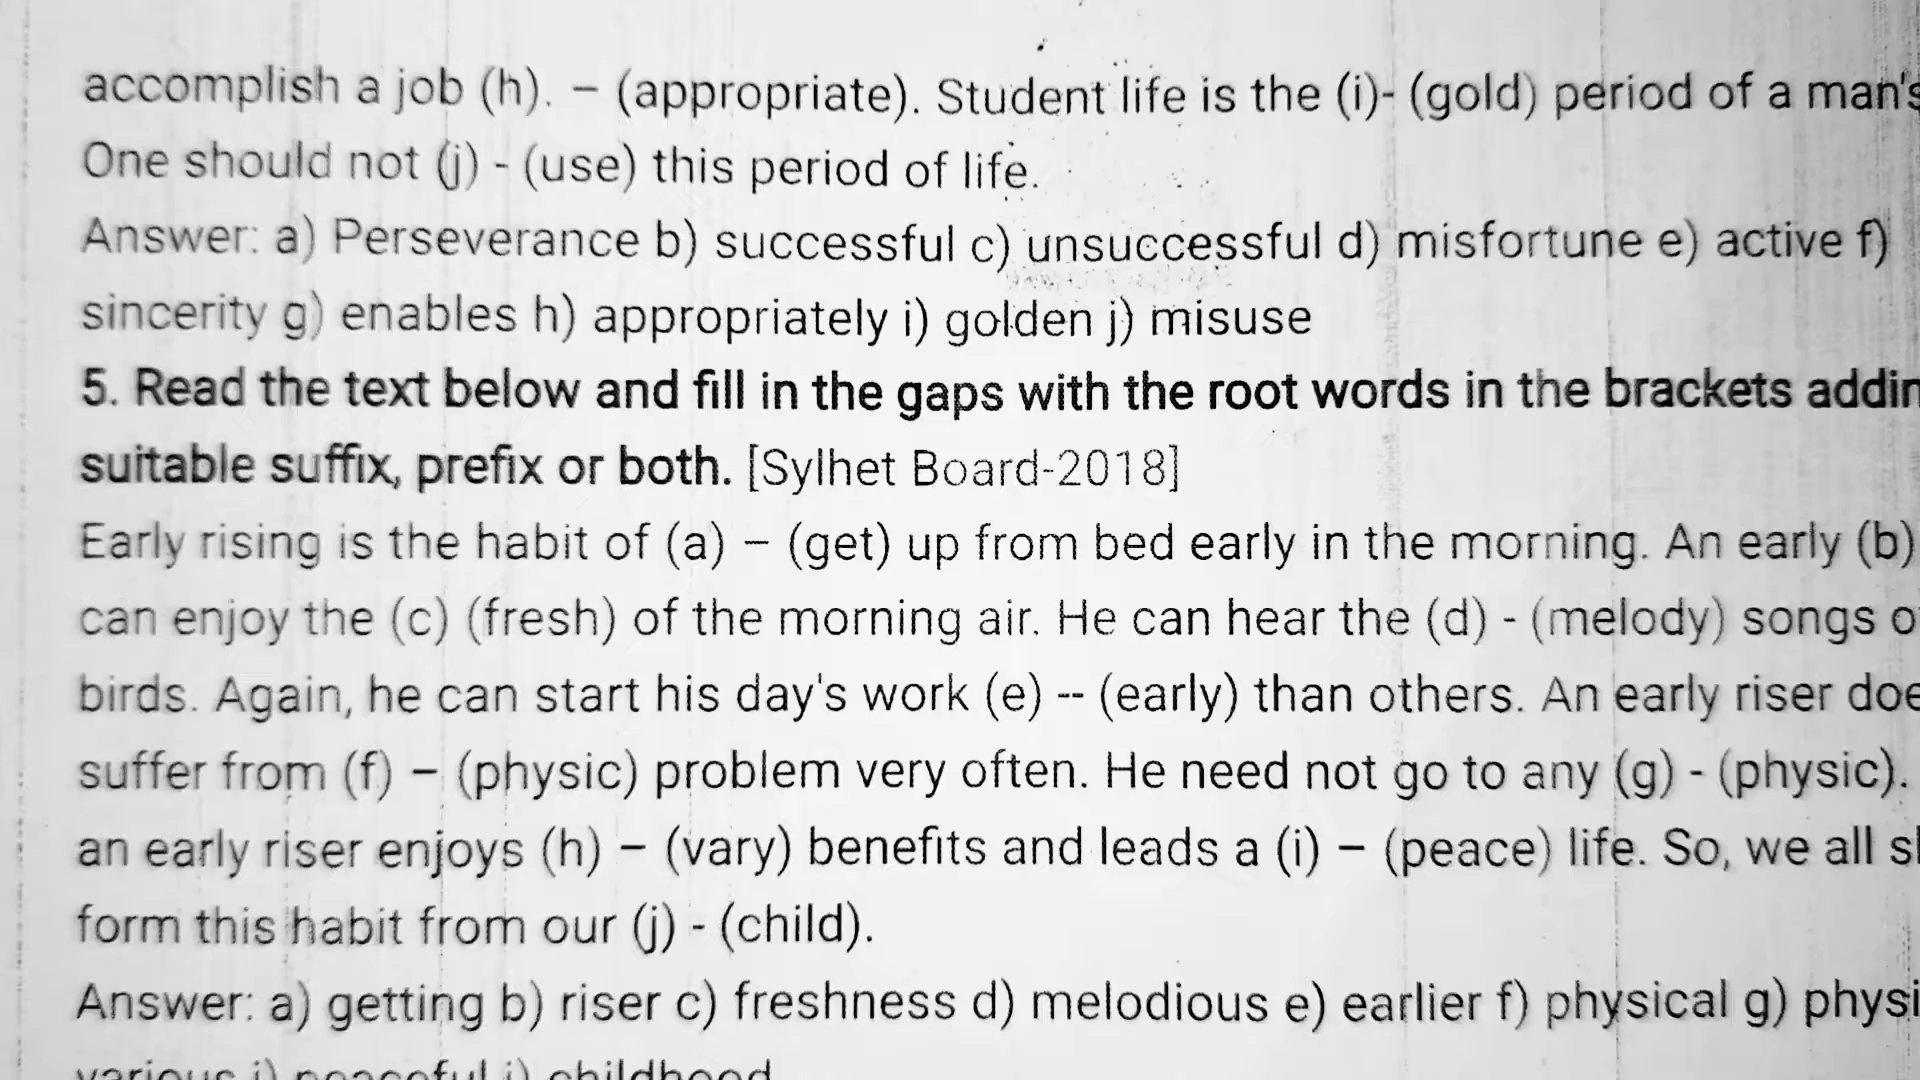 accomplish a job (h). – (appropriate). Student life is the (i)- (gold) period of a man's
One should not (j) - (use) this period of life.
Answer: a) Perseverance b) successful c) unsuccessful d) misfortune e) active f)
sincerity g) enables h) appropriately i) golden j) misuse
5. Read the text below and fill in the gaps with the root words in the brackets
suitable suffix, prefix or both. [Sylhet Board-2018]
Early rising is the habit of (a) – (get) up from bed early in the morning. An early (b)
can enjoy the (c) (fresh) of the morning air. He can hear the (d) - (melody) songs
birds. Again, he can start his day's work (e) -- (early) than others. An early riser
suffer from (f) – (physic) problem very often. He need not go to any (g) - (physic).
an early riser enjoys (h) – (vary) benefits and leads a (i) – (peace) life. So, we all
form this habit from our (j) - (child).
Answer: a) getting b) riser c) freshness d) melodious e) earlier f) physical g)
various i) peaceful j) childhood